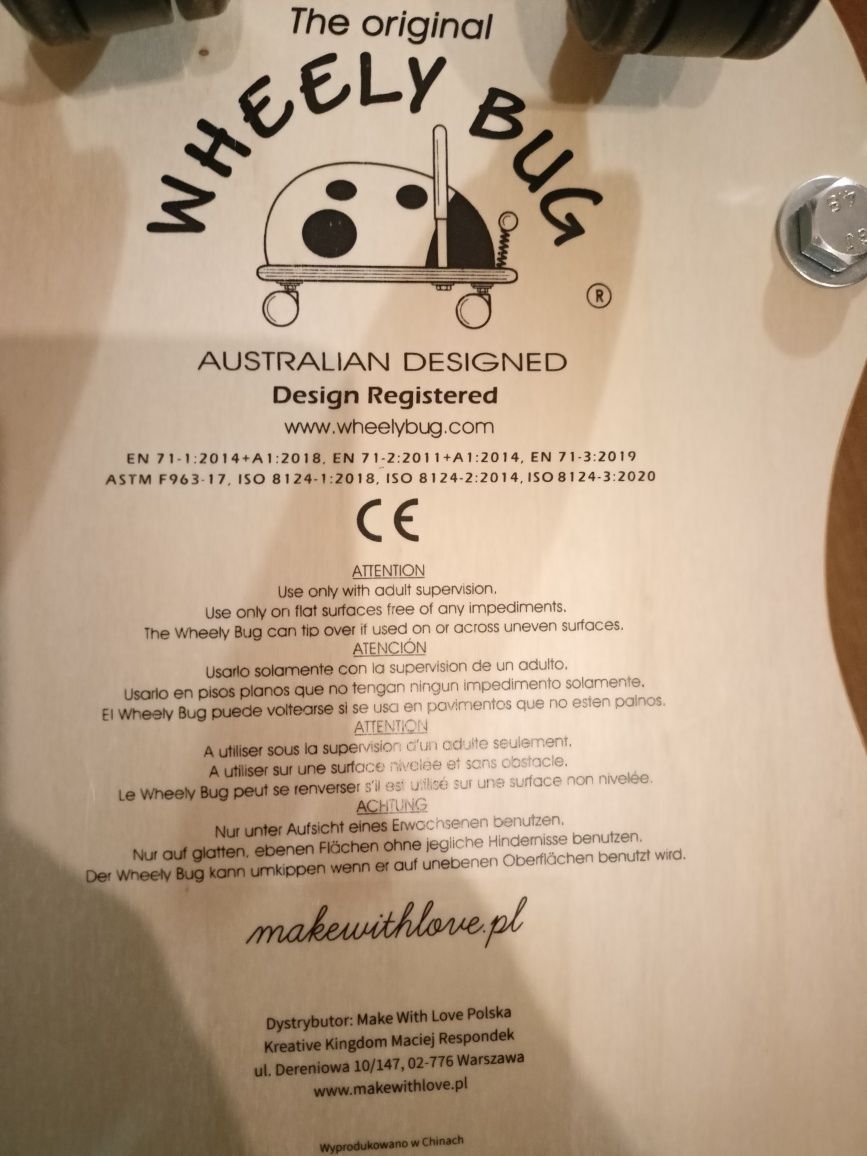 The original
WHEELY BUG
®
AUSTRALIAN DESIGNED
Design Registered
www.wheelybug.com
EN 71-1:2014+A1:2018, EN 71-2:2011+A1:2014, EN 71-3:2019
ASTM F963-17, ISO 8124-1:2018, ISO 8124-2:2014, ISO 8124-3:2020
CE
ATTENTION
Use only with adult supervision.
Use only on flat surfaces free of any impediments.
The Wheely Bug can tip over if used on or across uneven surfaces.
ATENCIÓN
Usarlo solamente con la supervision de un adulto.
Usarlo en pisos planos que no tengan ningun impedimento solamente.
El Wheely Bug puede voltearse si se usa en pavimentos que no esten palnos.
ATTENTION
A utiliser sous la supervision d'un adulte seulement.
A utiliser sur une surface nivelée et sans obstacle.
Le Wheely Bug peut se renverser s'il est utilisé sur une surface non nivelée.
ACHTUNG
Nur unter Aufsicht eines Erwachsenen benutzen.
Nur auf glatten, ebenen Flächen ohne jegliche Hindernisse benutzen.
Der Wheely Bug kann umkippen wenn er auf unebenen Oberflächen benutzt wird.
makewithlove.pl
Dystrybutor: Make With Love Polska
Kreative Kingdom Maciej Respondek
ul. Dereniowa 10/147, 02-776 Warszawa
www.makewithlove.pl
Wyprodukowano w Chinach